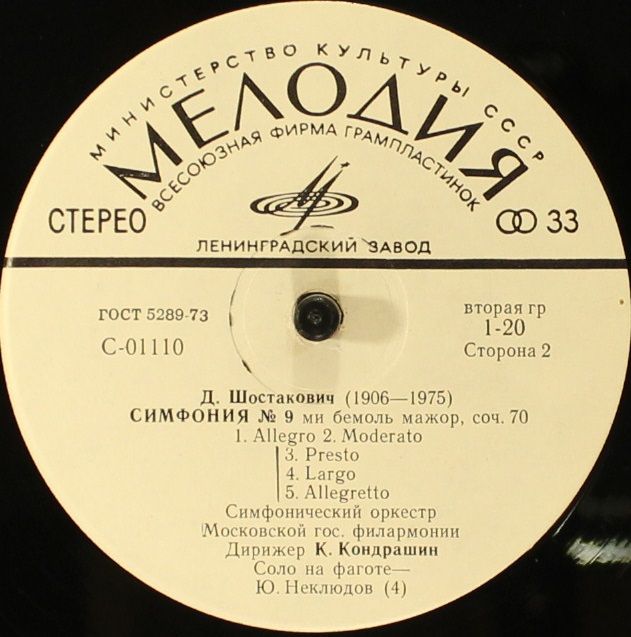 МИНИСТЕРСТВО КУЛЬТУРЫ СССР
МЕЛОДИЯ
ВСЕСОЮЗНАЯ ФИРМА ГРАМПЛАСТИНОК
СТЕРЕО
33
ЛЕНИНГРАДСКИЙ ЗАВОД
ГОСТ 5289-73
С-01110
вторая гр
1-20
Сторона 2
Д. Шостакович (1906—1975)
СИМФОНИЯ № 9 ми бемоль мажор, соч. 70
1. Allegro 2. Moderato
3. Presto
4. Largo
5. Allegretto
Симфонический оркестр
Московской гос. филармонии
Дирижер К. Кондрашин
Соло на фаготе—
Ю. Неклюдов (4)